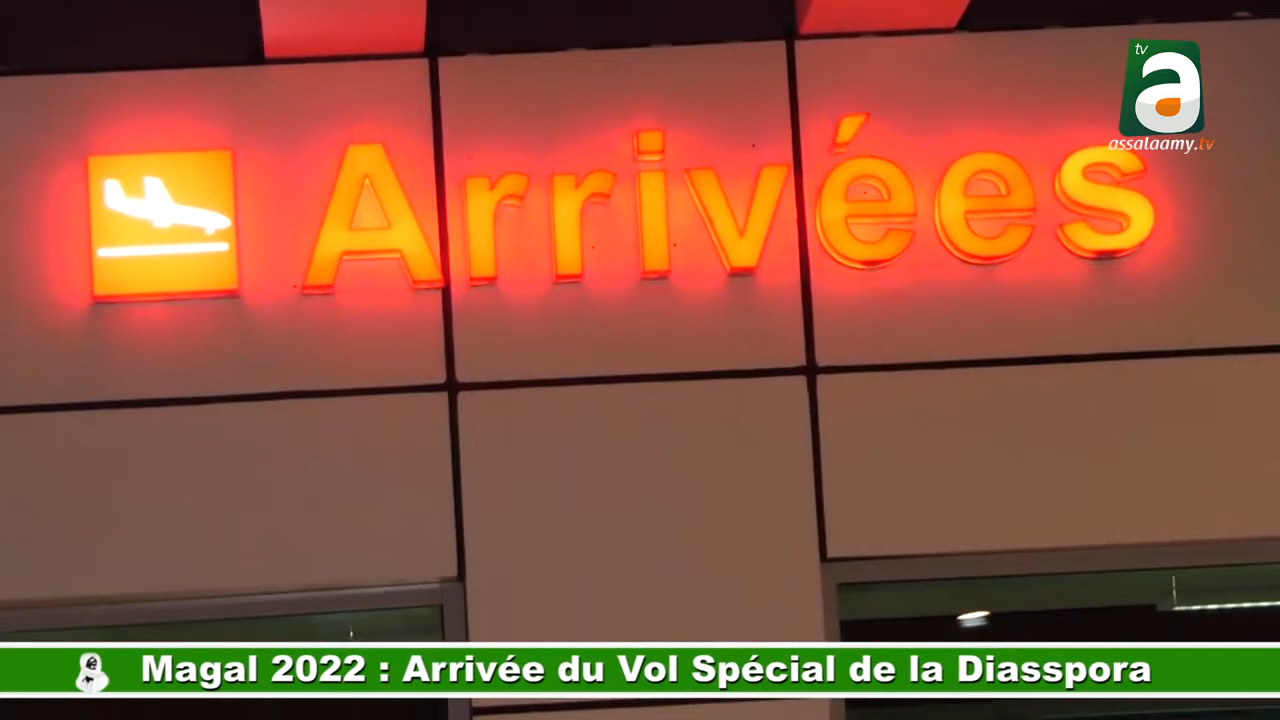 tv
a
assalaamy.tv
Arrivées
Magal 2022 : Arrivée du Vol Spécial de la Diasspora